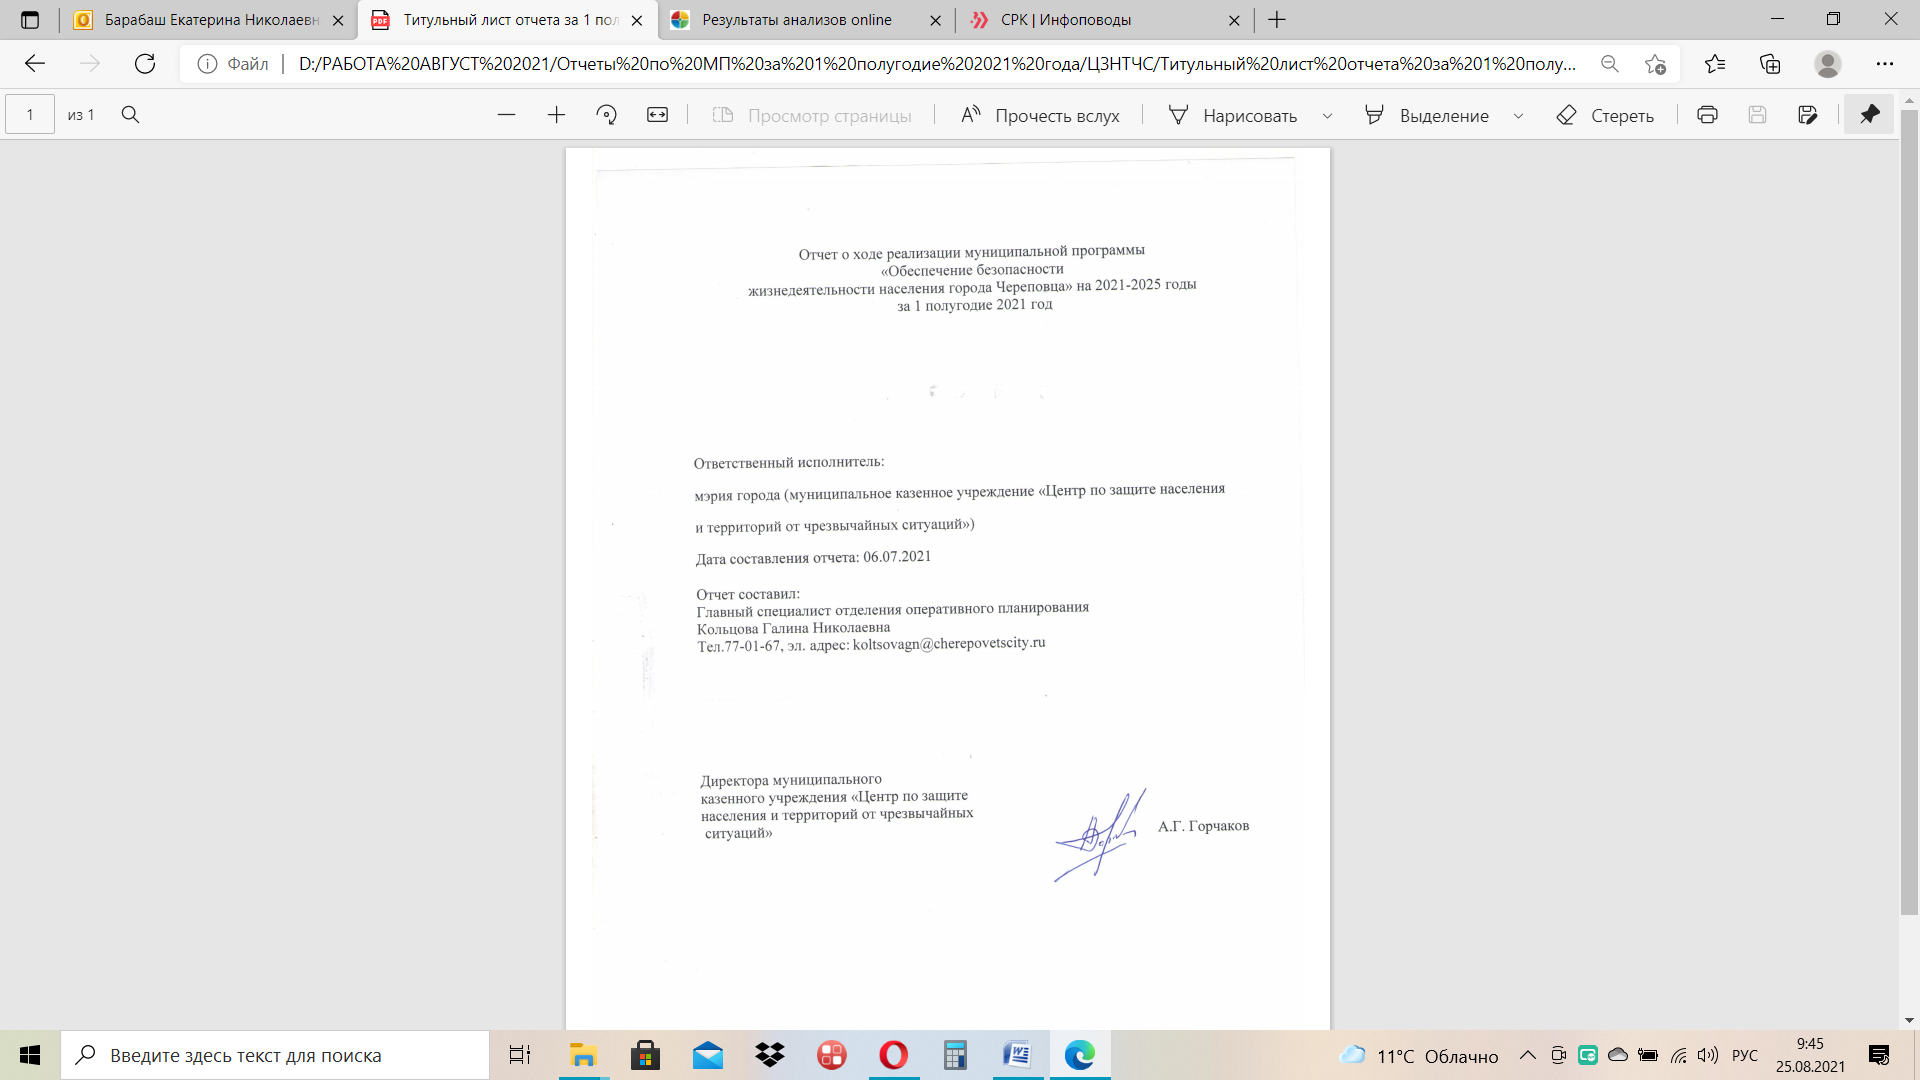 Барабаш Екатерина Николаевн
Титульный лист отчета за 1 пол
Результаты анализов online
СРК | Инфоповоды
Файл
D:/РАБОТА%20АВГУСТ%202021/Отчеты%20по%20МП%20за%201%20полугодие%202021%20года/ЦЗНТЧС/Титульный%20лист%20отчета%20за%201%20полу...
1
из 1
Просмотр страницы
Прочесть вслух
Нарисовать
Выделение
Стереть
Отчет о ходе реализации муниципальной программы
«Обеспечение безопасности
жизнедеятельности населения города Череповца» на 2021-2025 годы
за 1 полугодие 2021 год
Ответственный исполнитель:
мэрия города (муниципальное казенное учреждение «Центр по защите населения
и территорий от чрезвычайных ситуаций»)
Дата составления отчета: 06.07.2021
Отчет составил:
Главный специалист отделения оперативного планирования
Кольцова Галина Николаевна
Тел.77-01-67, эл. адрес: koltsovagn@cherepovetscity.ru
Директора муниципального
казенного учреждения «Центр по защите
населения и территорий от чрезвычайных
ситуаций»
А.Г. Горчаков
Введите здесь текст для поиска
11°C Облачно
РУС
9:45
25.08.2021